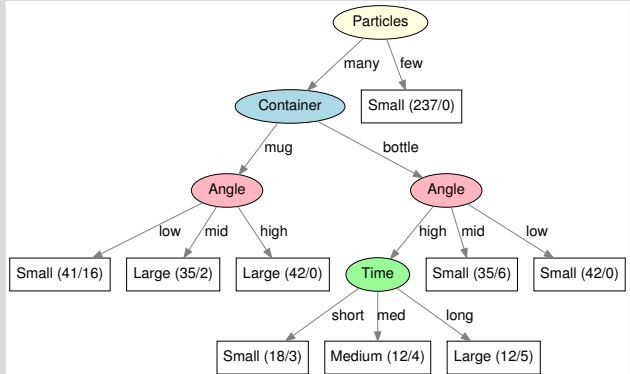 Particles
many
few
Container
Small (237/0)
mug
bottle
Angle
Angle
low
mid
high
high
mid
low
Small (41/16)
Large (35/2)
Large (42/0)
Time
Small (35/6)
Small (42/0)
short
med
long
Small (18/3)
Medium (12/4)
Large (12/5)